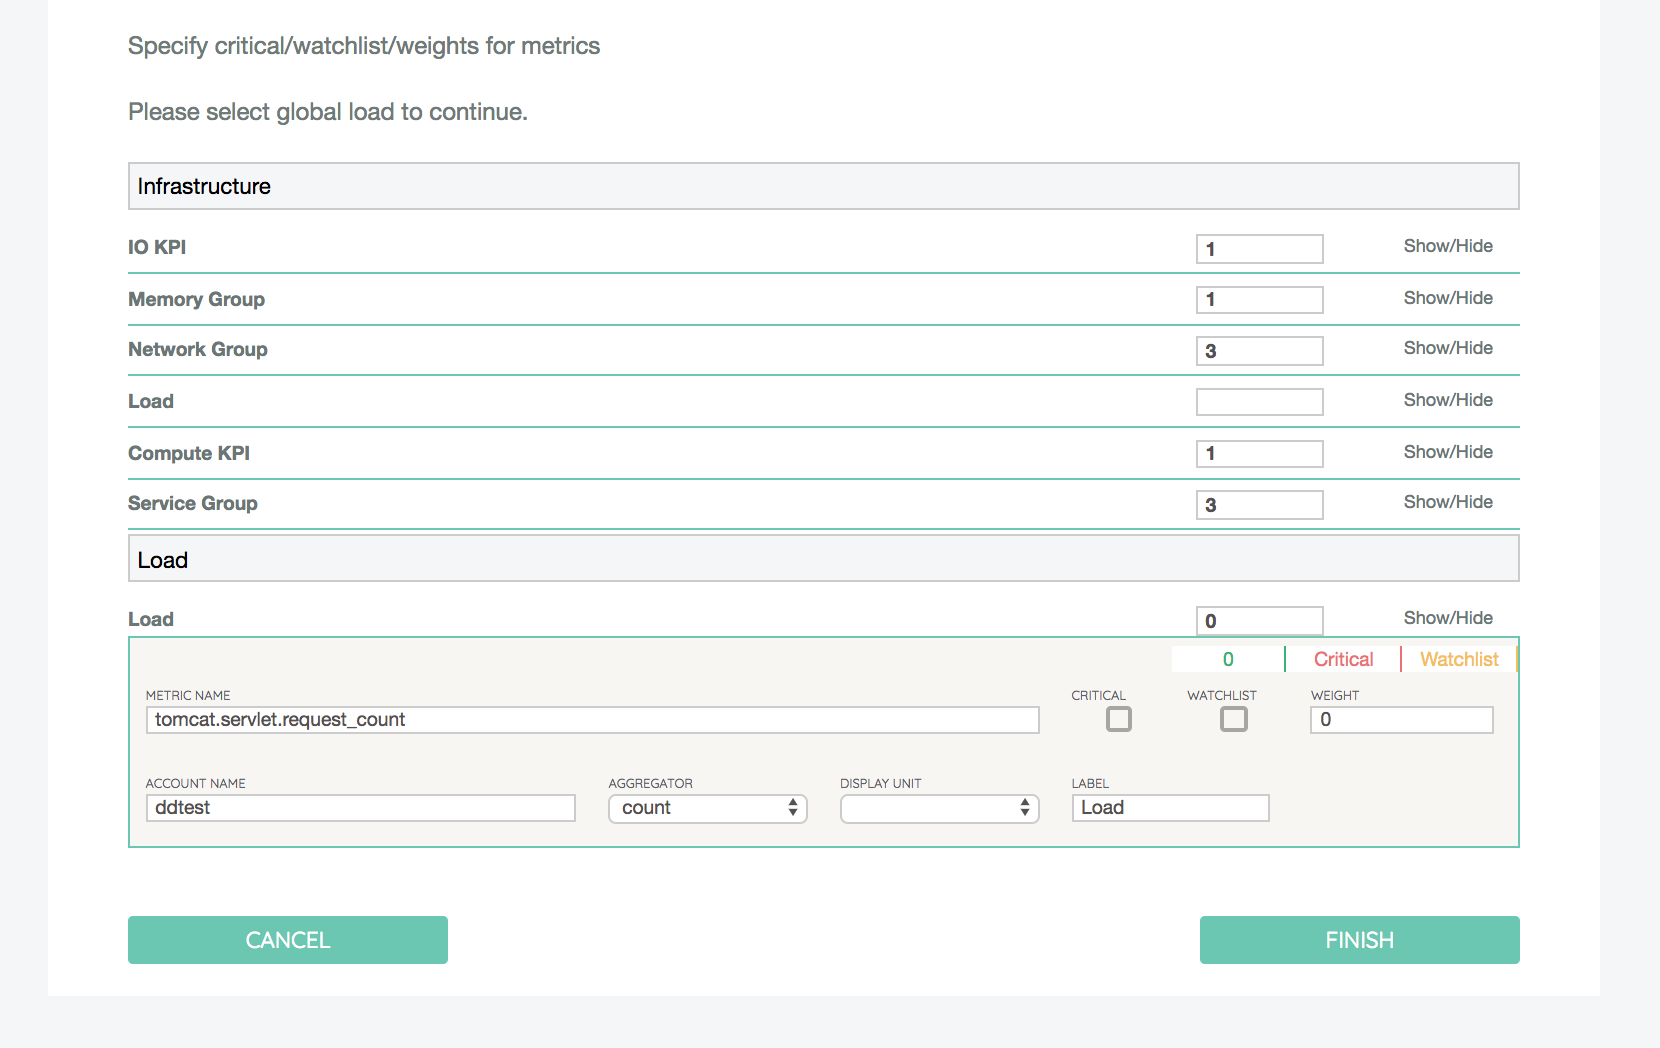 Specify critical/watchlist/weights for metrics
Please select global load to continue.
Infrastructure
IO KPI 1 Show/Hide
Memory Group 1 Show/Hide
Network Group 3 Show/Hide
Load Show/Hide
Compute KPI 1 Show/Hide
Service Group 3 Show/Hide
Load
Load 0 Show/Hide
0 Critical Watchlist
METRIC NAME CRITICAL WATCHLIST WEIGHT
tomcat.servlet.request_count 0
ACCOUNT NAME AGGREGATOR DISPLAY UNIT LABEL
ddtest count Load
CANCEL FINISH